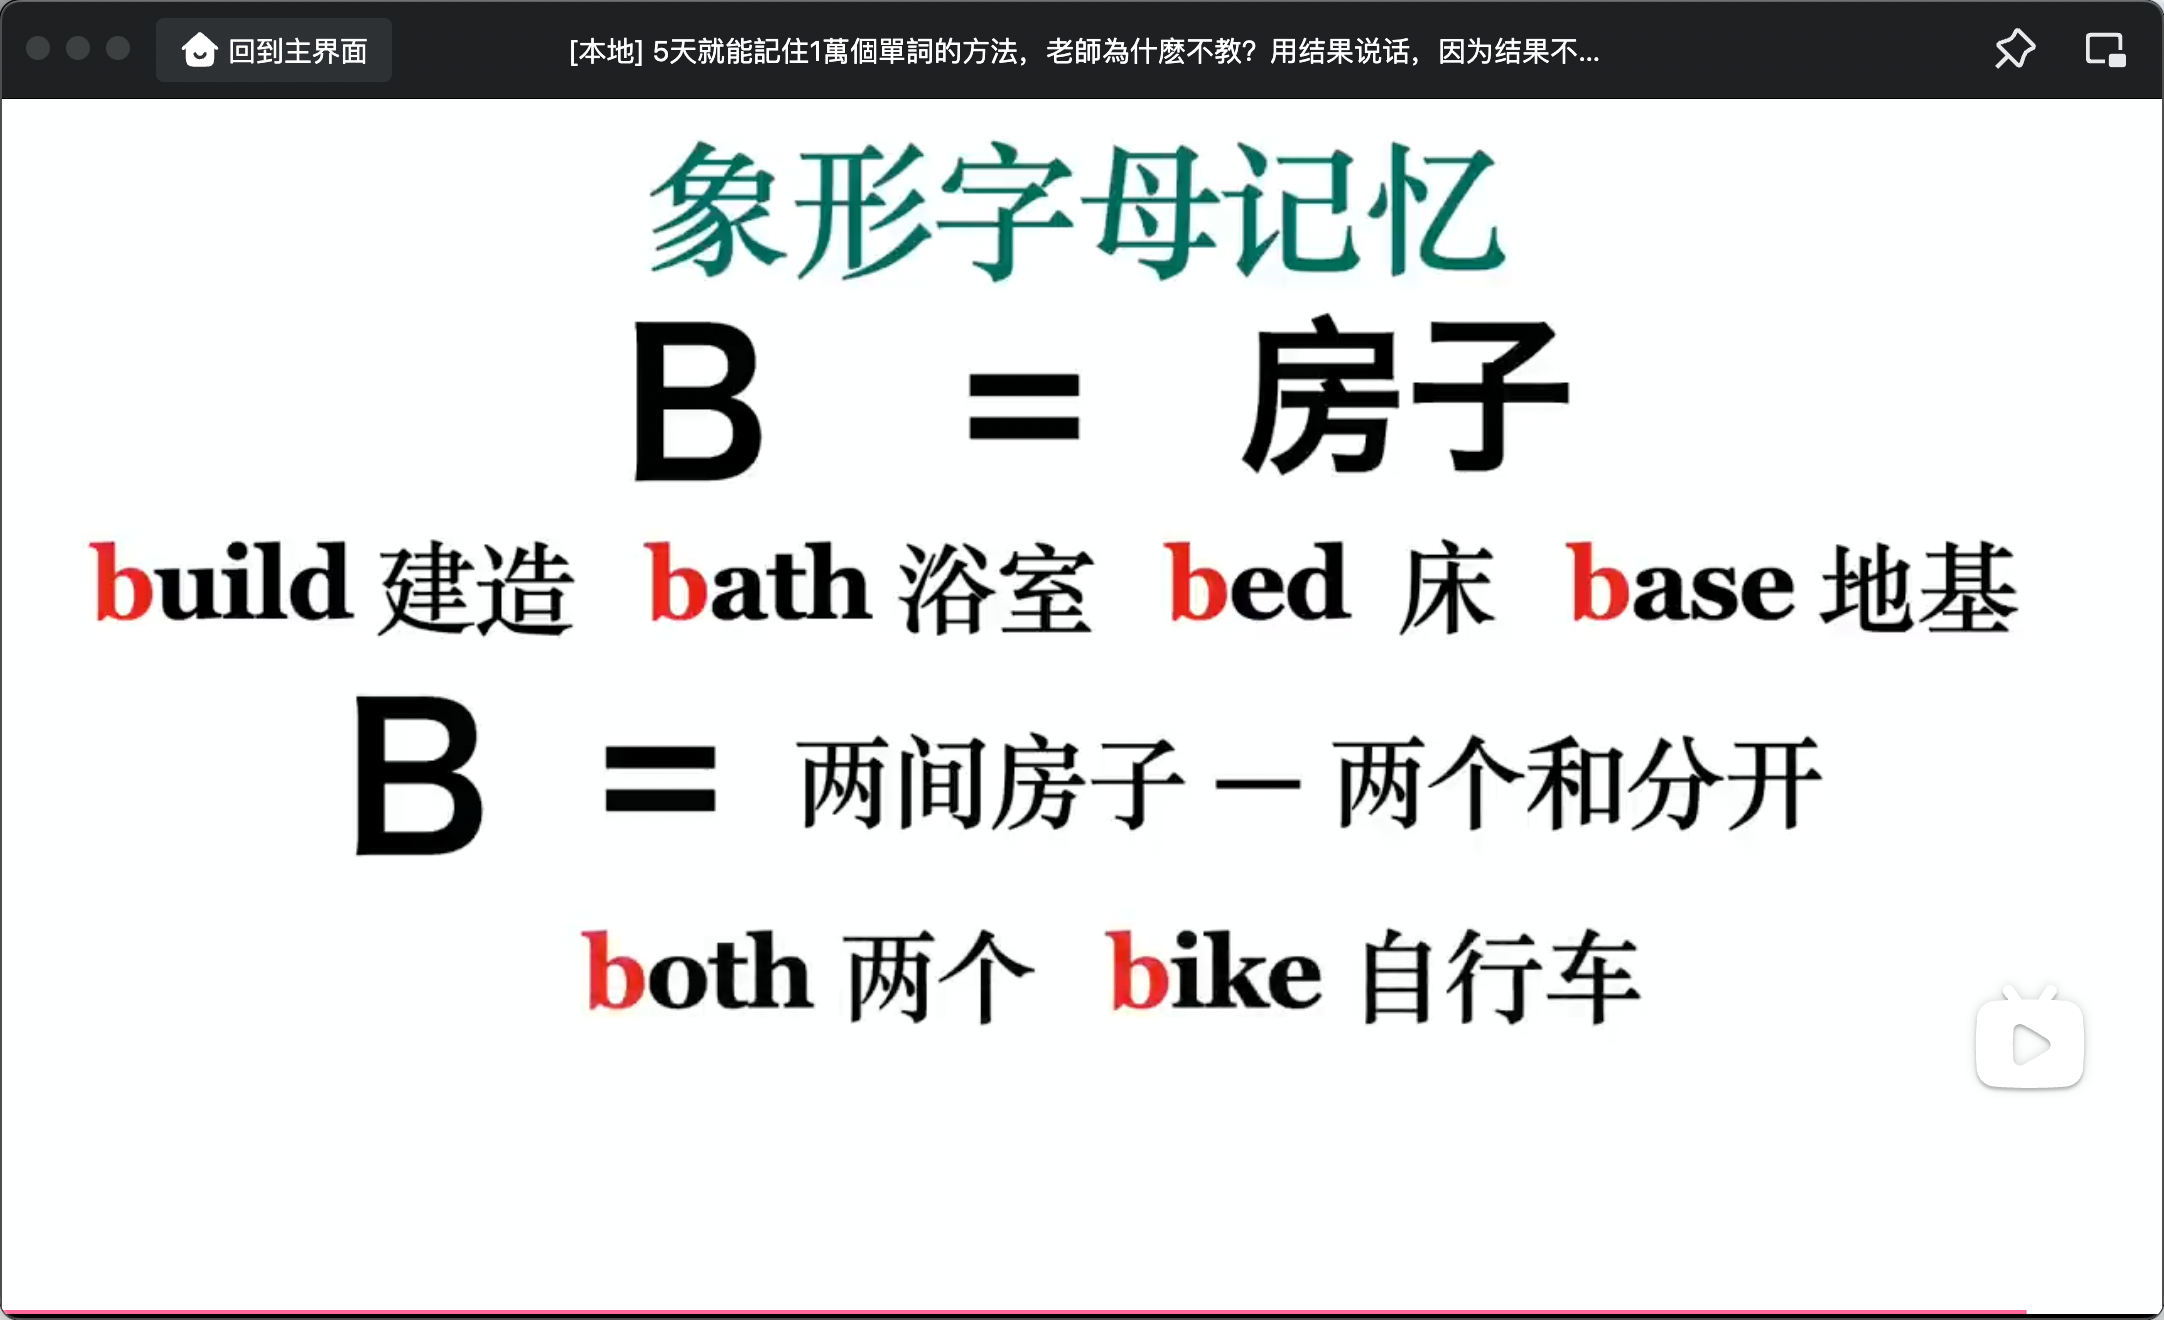 回到主界面 [本地] 5天就能記住1萬個單詞的方法，老師為什麽不教？用结果说话，因为结果不...
象形字母记忆
B = 房子
build 建造 bath 浴室 bed 床 base 地基
B = 两间房子 — 两个和分开
both 两个 bike 自行车